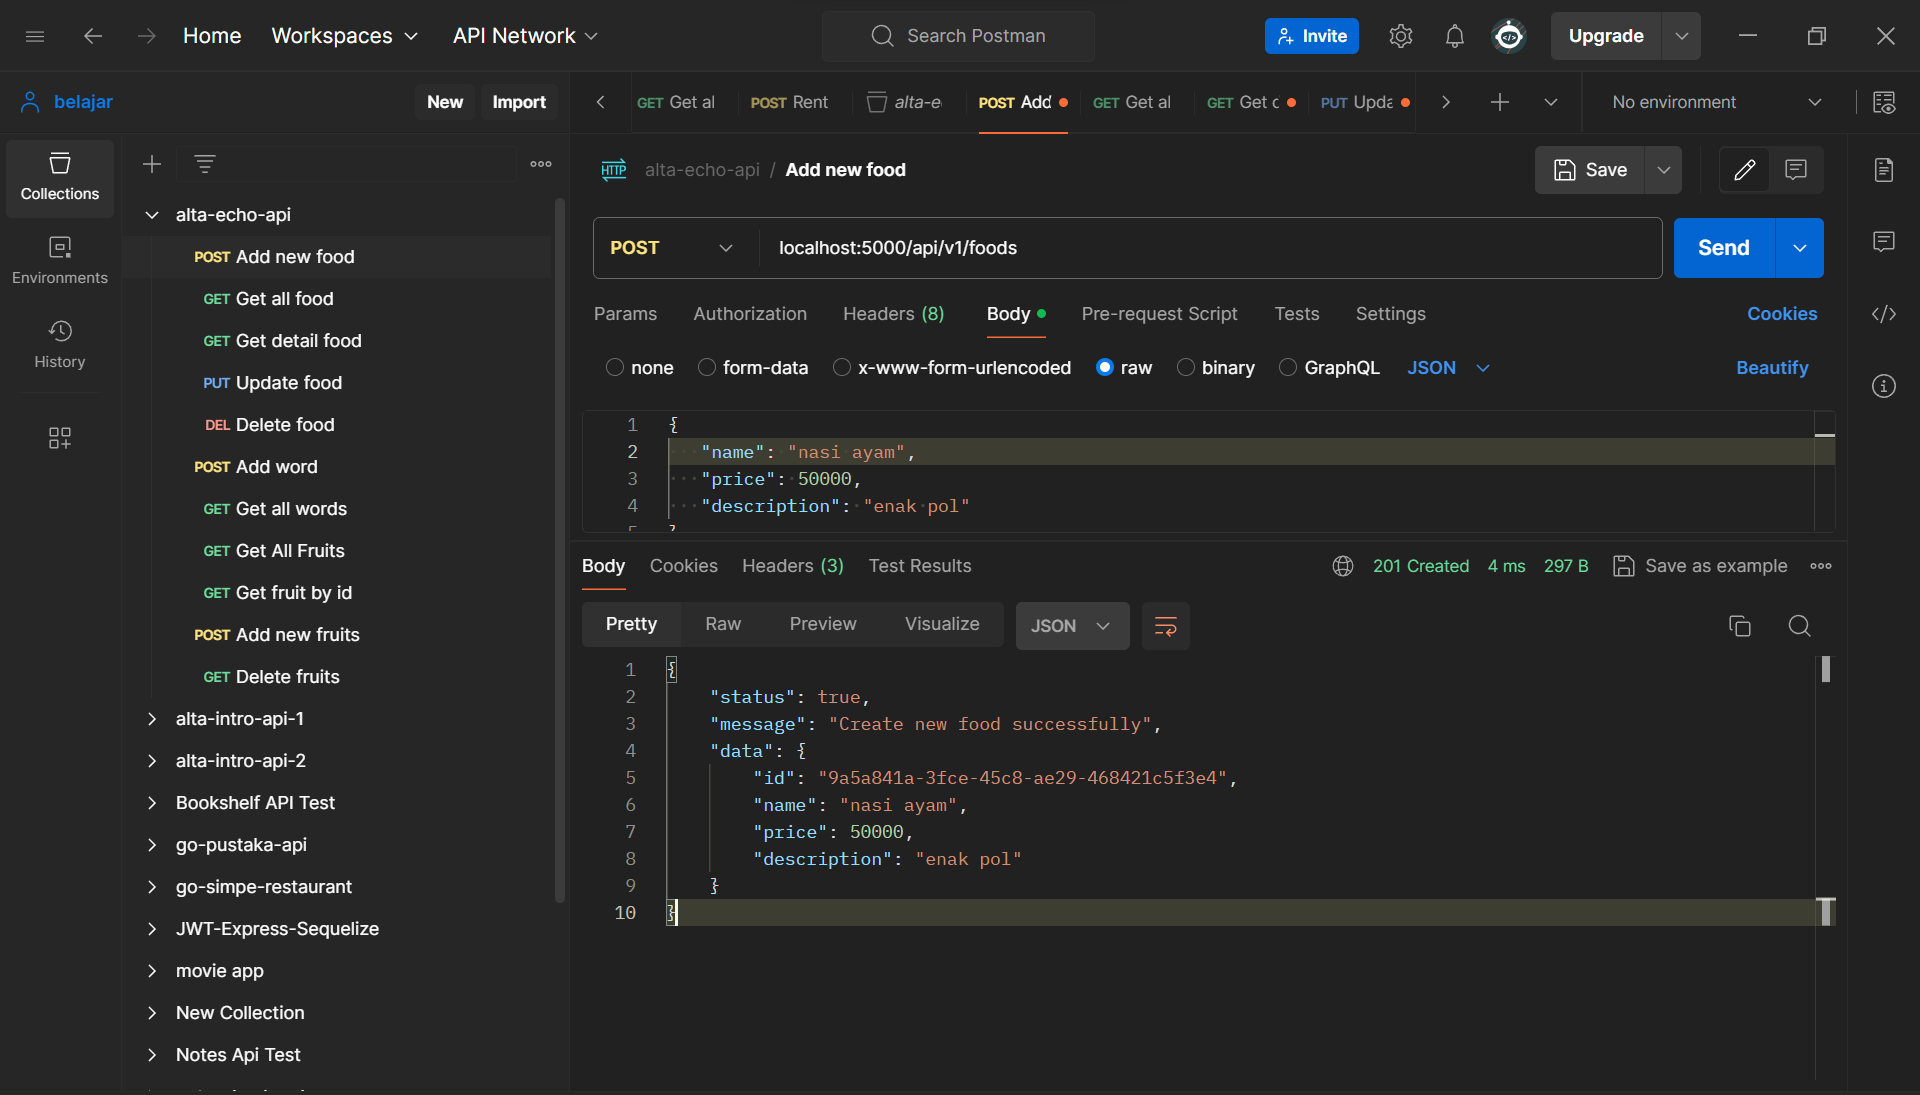 Home Workspaces API Network Search Postman Invite Upgrade
belajar New Import
GET Get al POST Rent alta-e POST Add GET Get al GET Get PUT Upda No environment
Collections
Environments
History
alta-echo-api
POST Add new food
GET Get all food
GET Get detail food
PUT Update food
DEL Delete food
POST Add word
GET Get all words
GET Get All Fruits
GET Get fruit by id
POST Add new fruits
GET Delete fruits
alta-intro-api-1
alta-intro-api-2
Bookshelf API Test
go-pustaka-api
go-simpe-restaurant
JWT-Express-Sequelize
movie app
New Collection
Notes Api Test
HTTP alta-echo-api / Add new food Save
POST localhost:5000/api/v1/foods Send
Params Authorization Headers (8) Body Pre-request Script Tests Settings Cookies
none form-data x-www-form-urlencoded raw binary GraphQL JSON Beautify
1 {
2 "name": "nasi ayam",
3 "price": 50000,
4 "description": "enak pol"
5 }
Body Cookies Headers (3) Test Results 201 Created 4 ms 297 B Save as example
Pretty Raw Preview Visualize JSON
1 {
2 "status": true,
3 "message": "Create new food successfully",
4 "data": {
5 "id": "9a5a841a-3fce-45c8-ae29-468421c5f3e4",
6 "name": "nasi ayam",
7 "price": 50000,
8 "description": "enak pol"
9 }
10 }